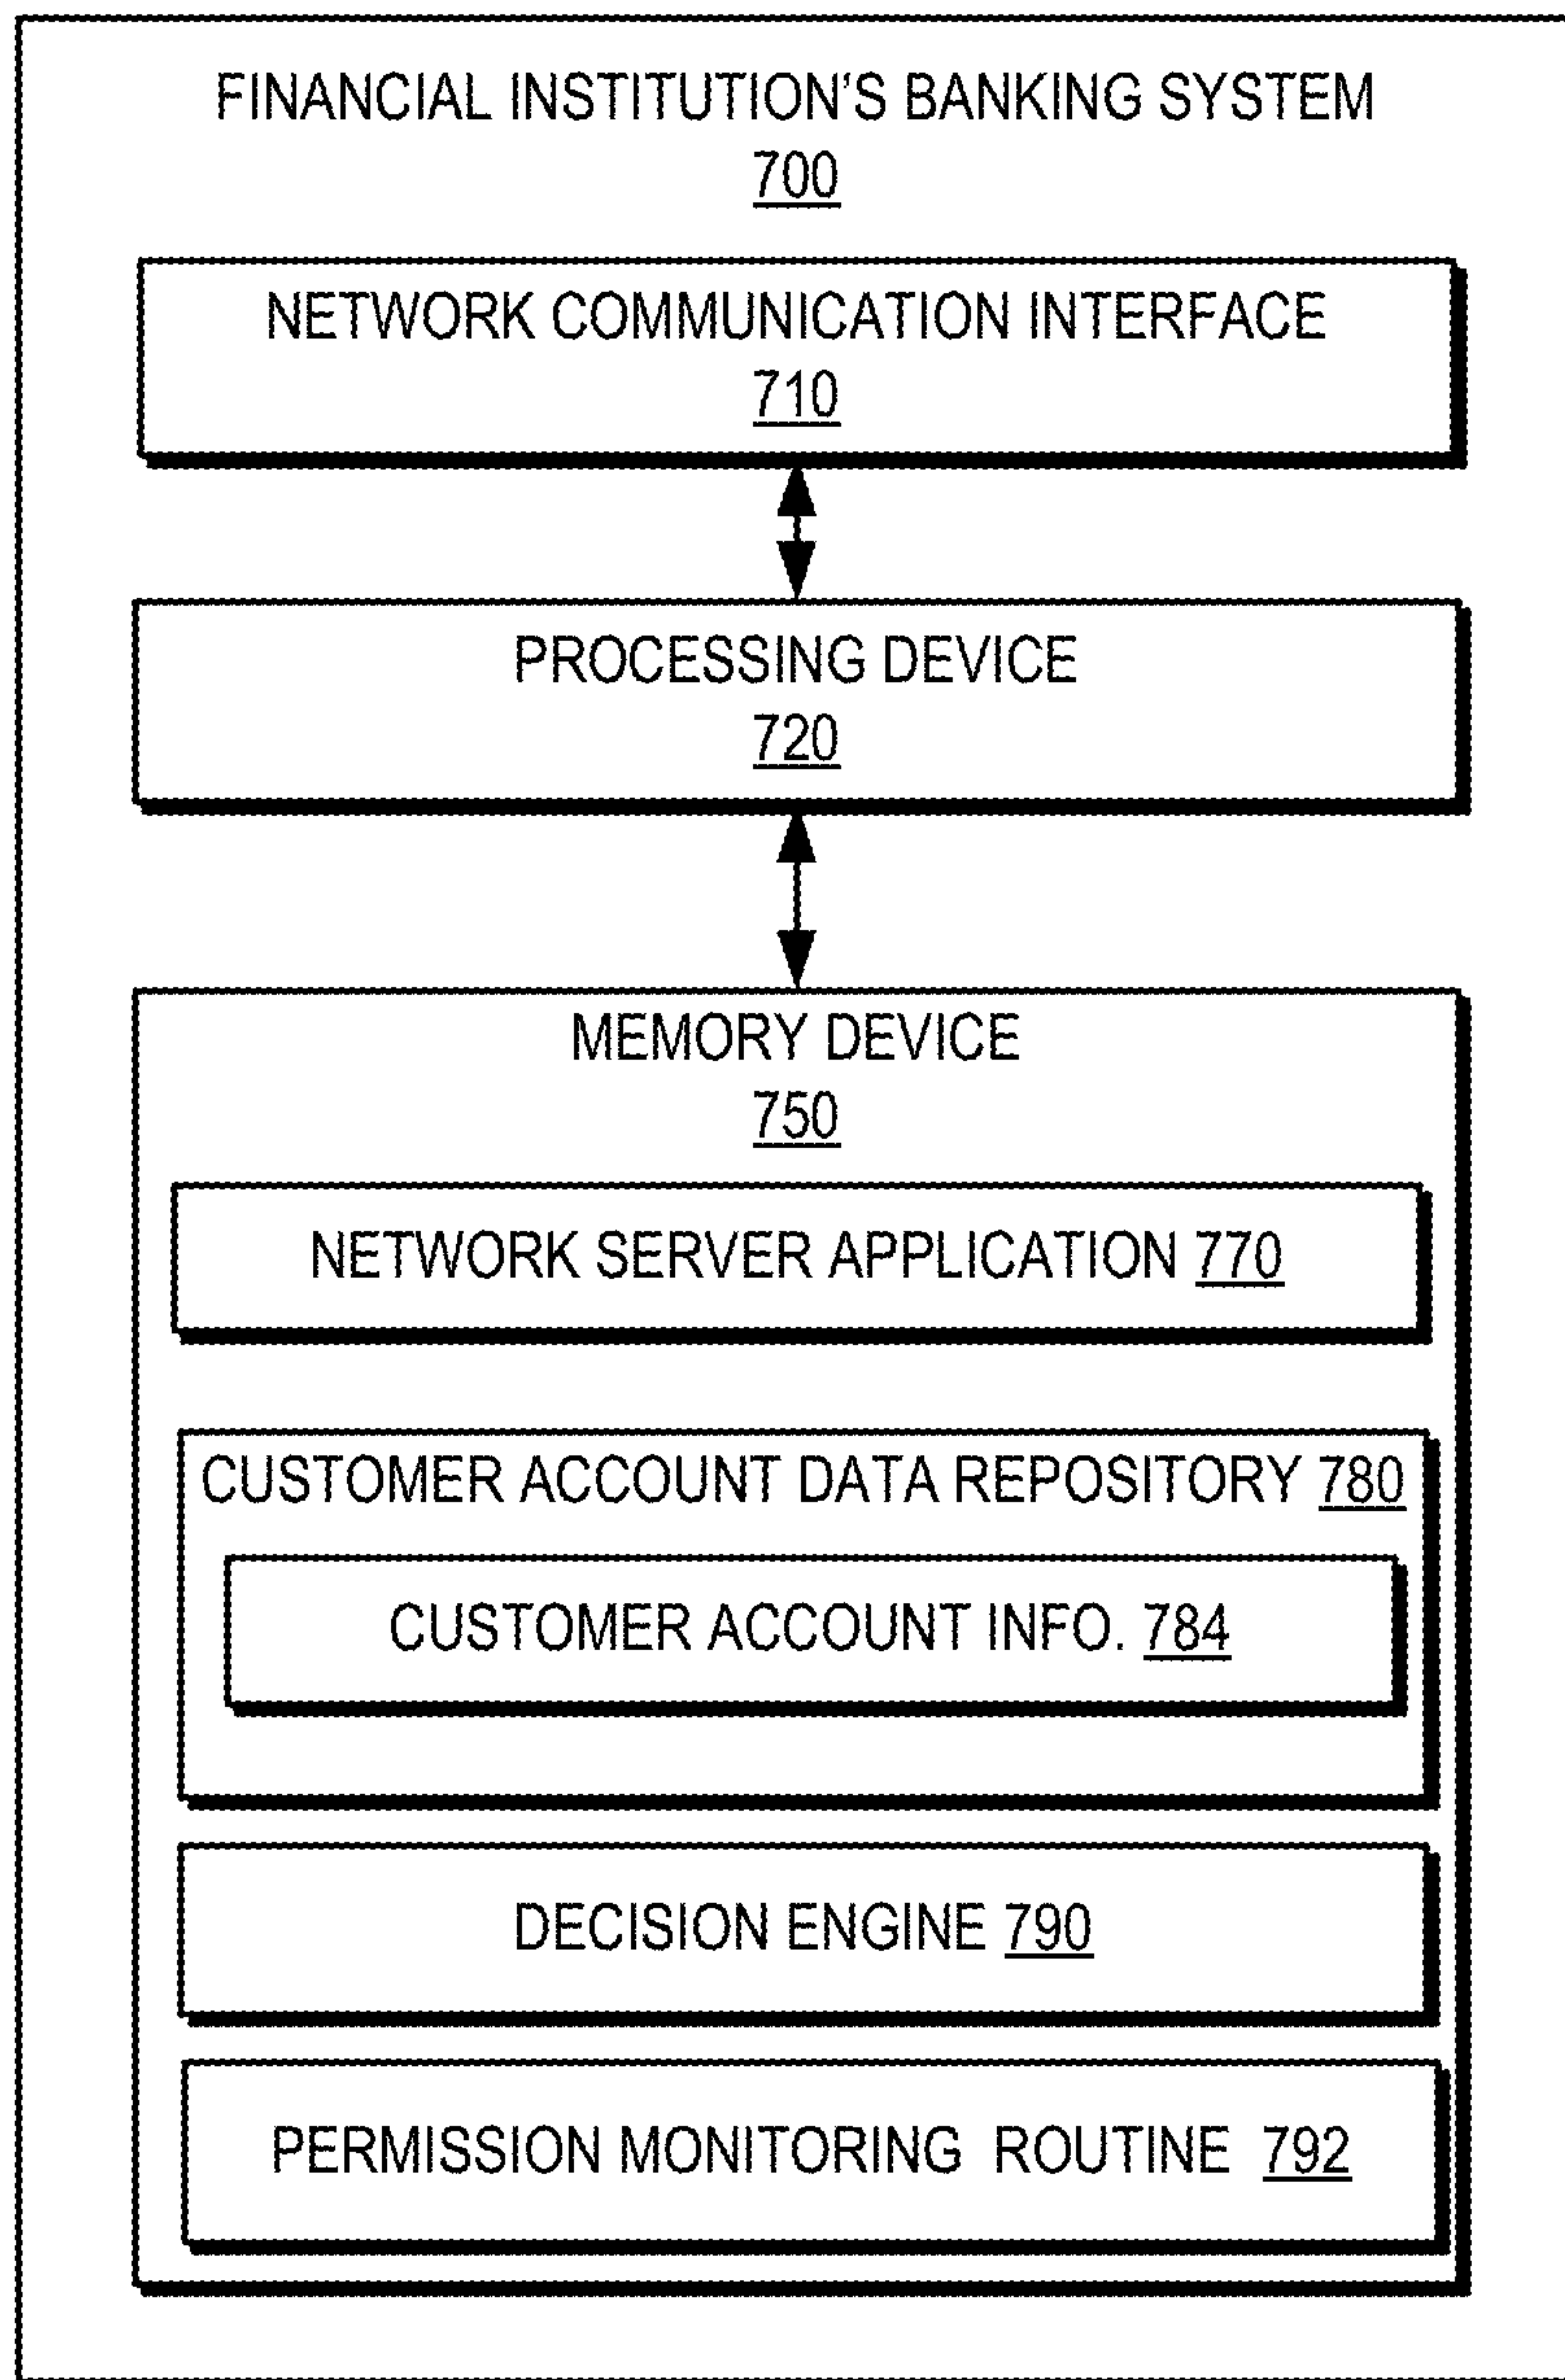 FINANCIAL INSTITUTION'S BANKING SYSTEM
700
NETWORK COMMUNICATION INTERFACE
710
PROCESSING DEVICE
720
MEMORY DEVICE
750
NETWORK SERVER APPLICATION 770
CUSTOMER ACCOUNT DATA REPOSITORY 780
CUSTOMER ACCOUNT INFO. 784
DECISION ENGINE 790
PERMISSION MONITORING ROUTINE 792